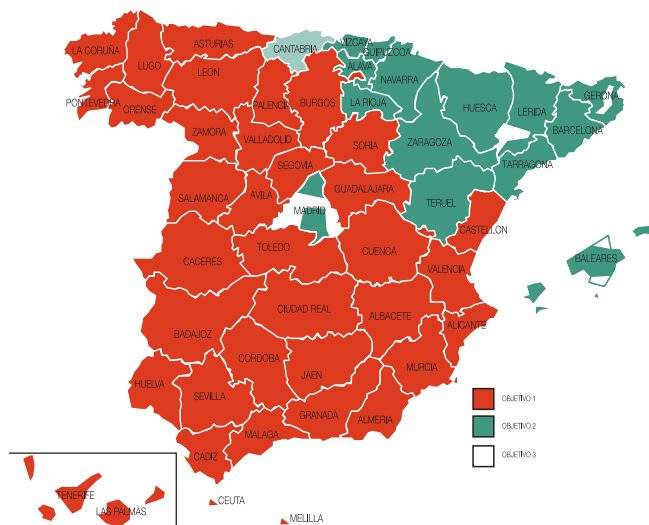 VIZCAYA
ASTURIAS
LA CORUÑA
CANTABRIA
GUIPLECOA
LUGO
ALAVA
LEON
NAVARRA
HUESCA
GERONA
PONTEVEDRA
ORENSE
PALENCIA
BURGOS
LA RIOJA
LERIDA
BARCELONA
ZAMORA
VALLADOLID
SORIA
ZARAGOZA
TARRAGONA
SEGOVIA
SALAMANCA
AVILA
GUADALAJARA
MADRID
TERUEL
CASTELLON
TOLEDO
CUENCA
CACERES
VALENCIA
BALEARES
CIUDAD REAL
ALBACETE
ALICANTE
BADAJOZ
CORDOBA
MURCIA
JAEN
HUELVA
SEVILLA
GRANADA
ALMERIA
MALAGA
CADIZ
OBJETIVO 1
OBJETIVO 2
OBJETIVO 3
TENERIFE
LAS PALMAS
CEUTA
MELILLA